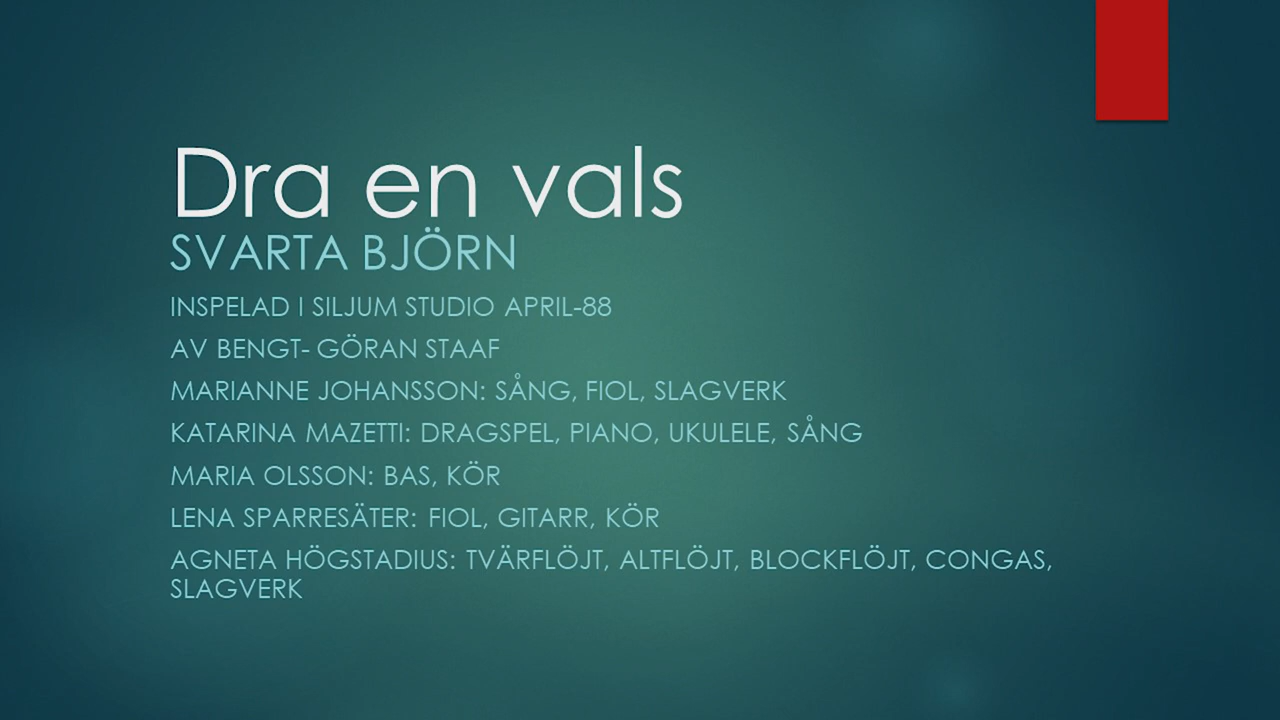 Dra en vals
SVARTA BJÖRN
INSPELAD I SILJUM STUDIO APRIL-88
AV BENGT- GÖRAN STAAF
MARIANNE JOHANSSON: SÅNG, FIOL, SLAGVERK
KATARINA MAZETTI: DRAGSPEL, PIANO, UKULELE, SÅNG
MARIA OLSSON: BAS, KÖR
LENA SPARRESÄTER: FIOL, GITARR, KÖR
AGNETA HÖGSTADIUS: TVÄRFLÖJT, ALTFLÖJT, BLOCKFLÖJT, CONGAS,
SLAGVERK